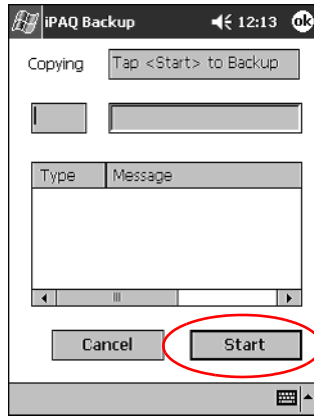 iPAQ Backup 12:13 ok
Copying Tap <Start> to Backup
Type Message
Cancel Start